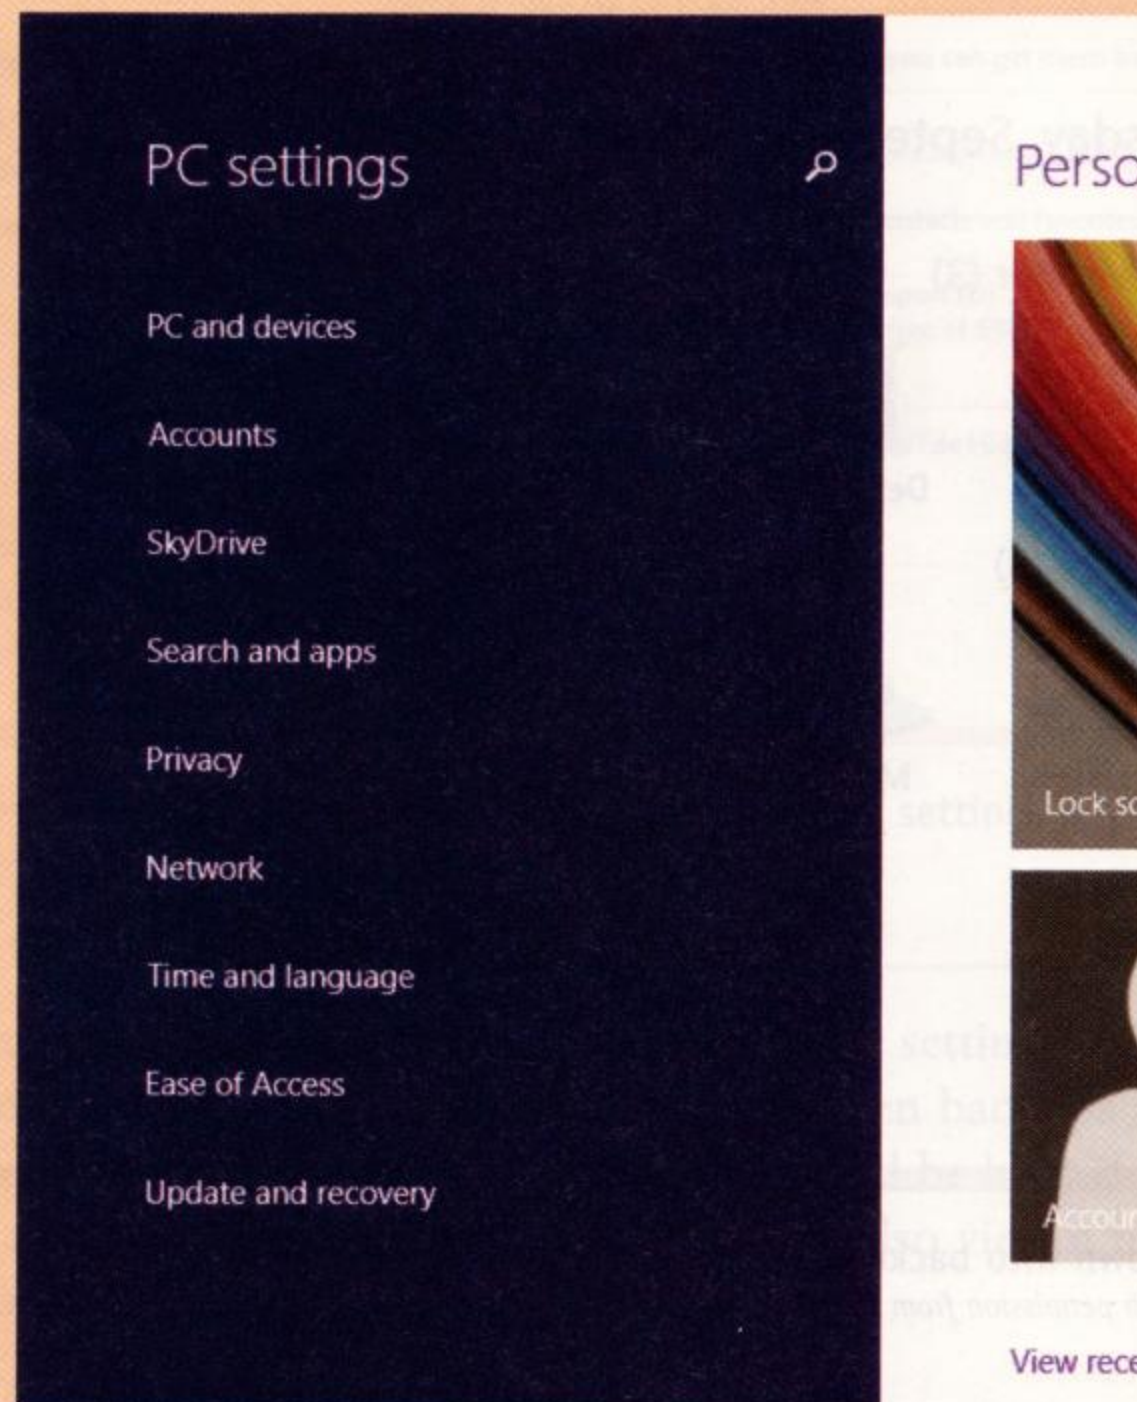 PC settings
PC and devices
Accounts
SkyDrive
Search and apps
Privacy
Network
Time and language
Ease of Access
Update and recovery
Perso
Lock sc
Accoun
View rece